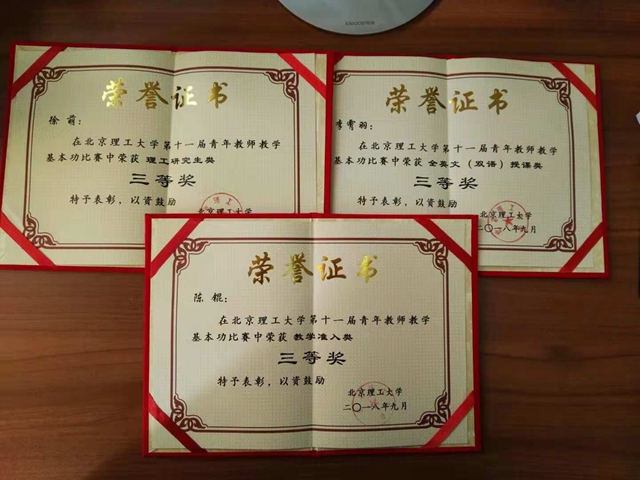 荣誉证书
徐萌：
在北京理工大学第十一届青年教师教学
基本功比赛中荣获 理工研究生类
三等奖
特予表彰，以资鼓励
北京理工大学
荣誉证书
李霄羽：
在北京理工大学第十一届青年教师教学
基本功比赛中荣获 全英文（双语）授课类
三等奖
特予表彰，以资鼓励
北京理工大学
二〇一八年九月
荣誉证书
陈锟：
在北京理工大学第十一届青年教师教学
基本功比赛中荣获 教学准入类
三等奖
特予表彰，以资鼓励
北京理工大学
二〇一八年九月